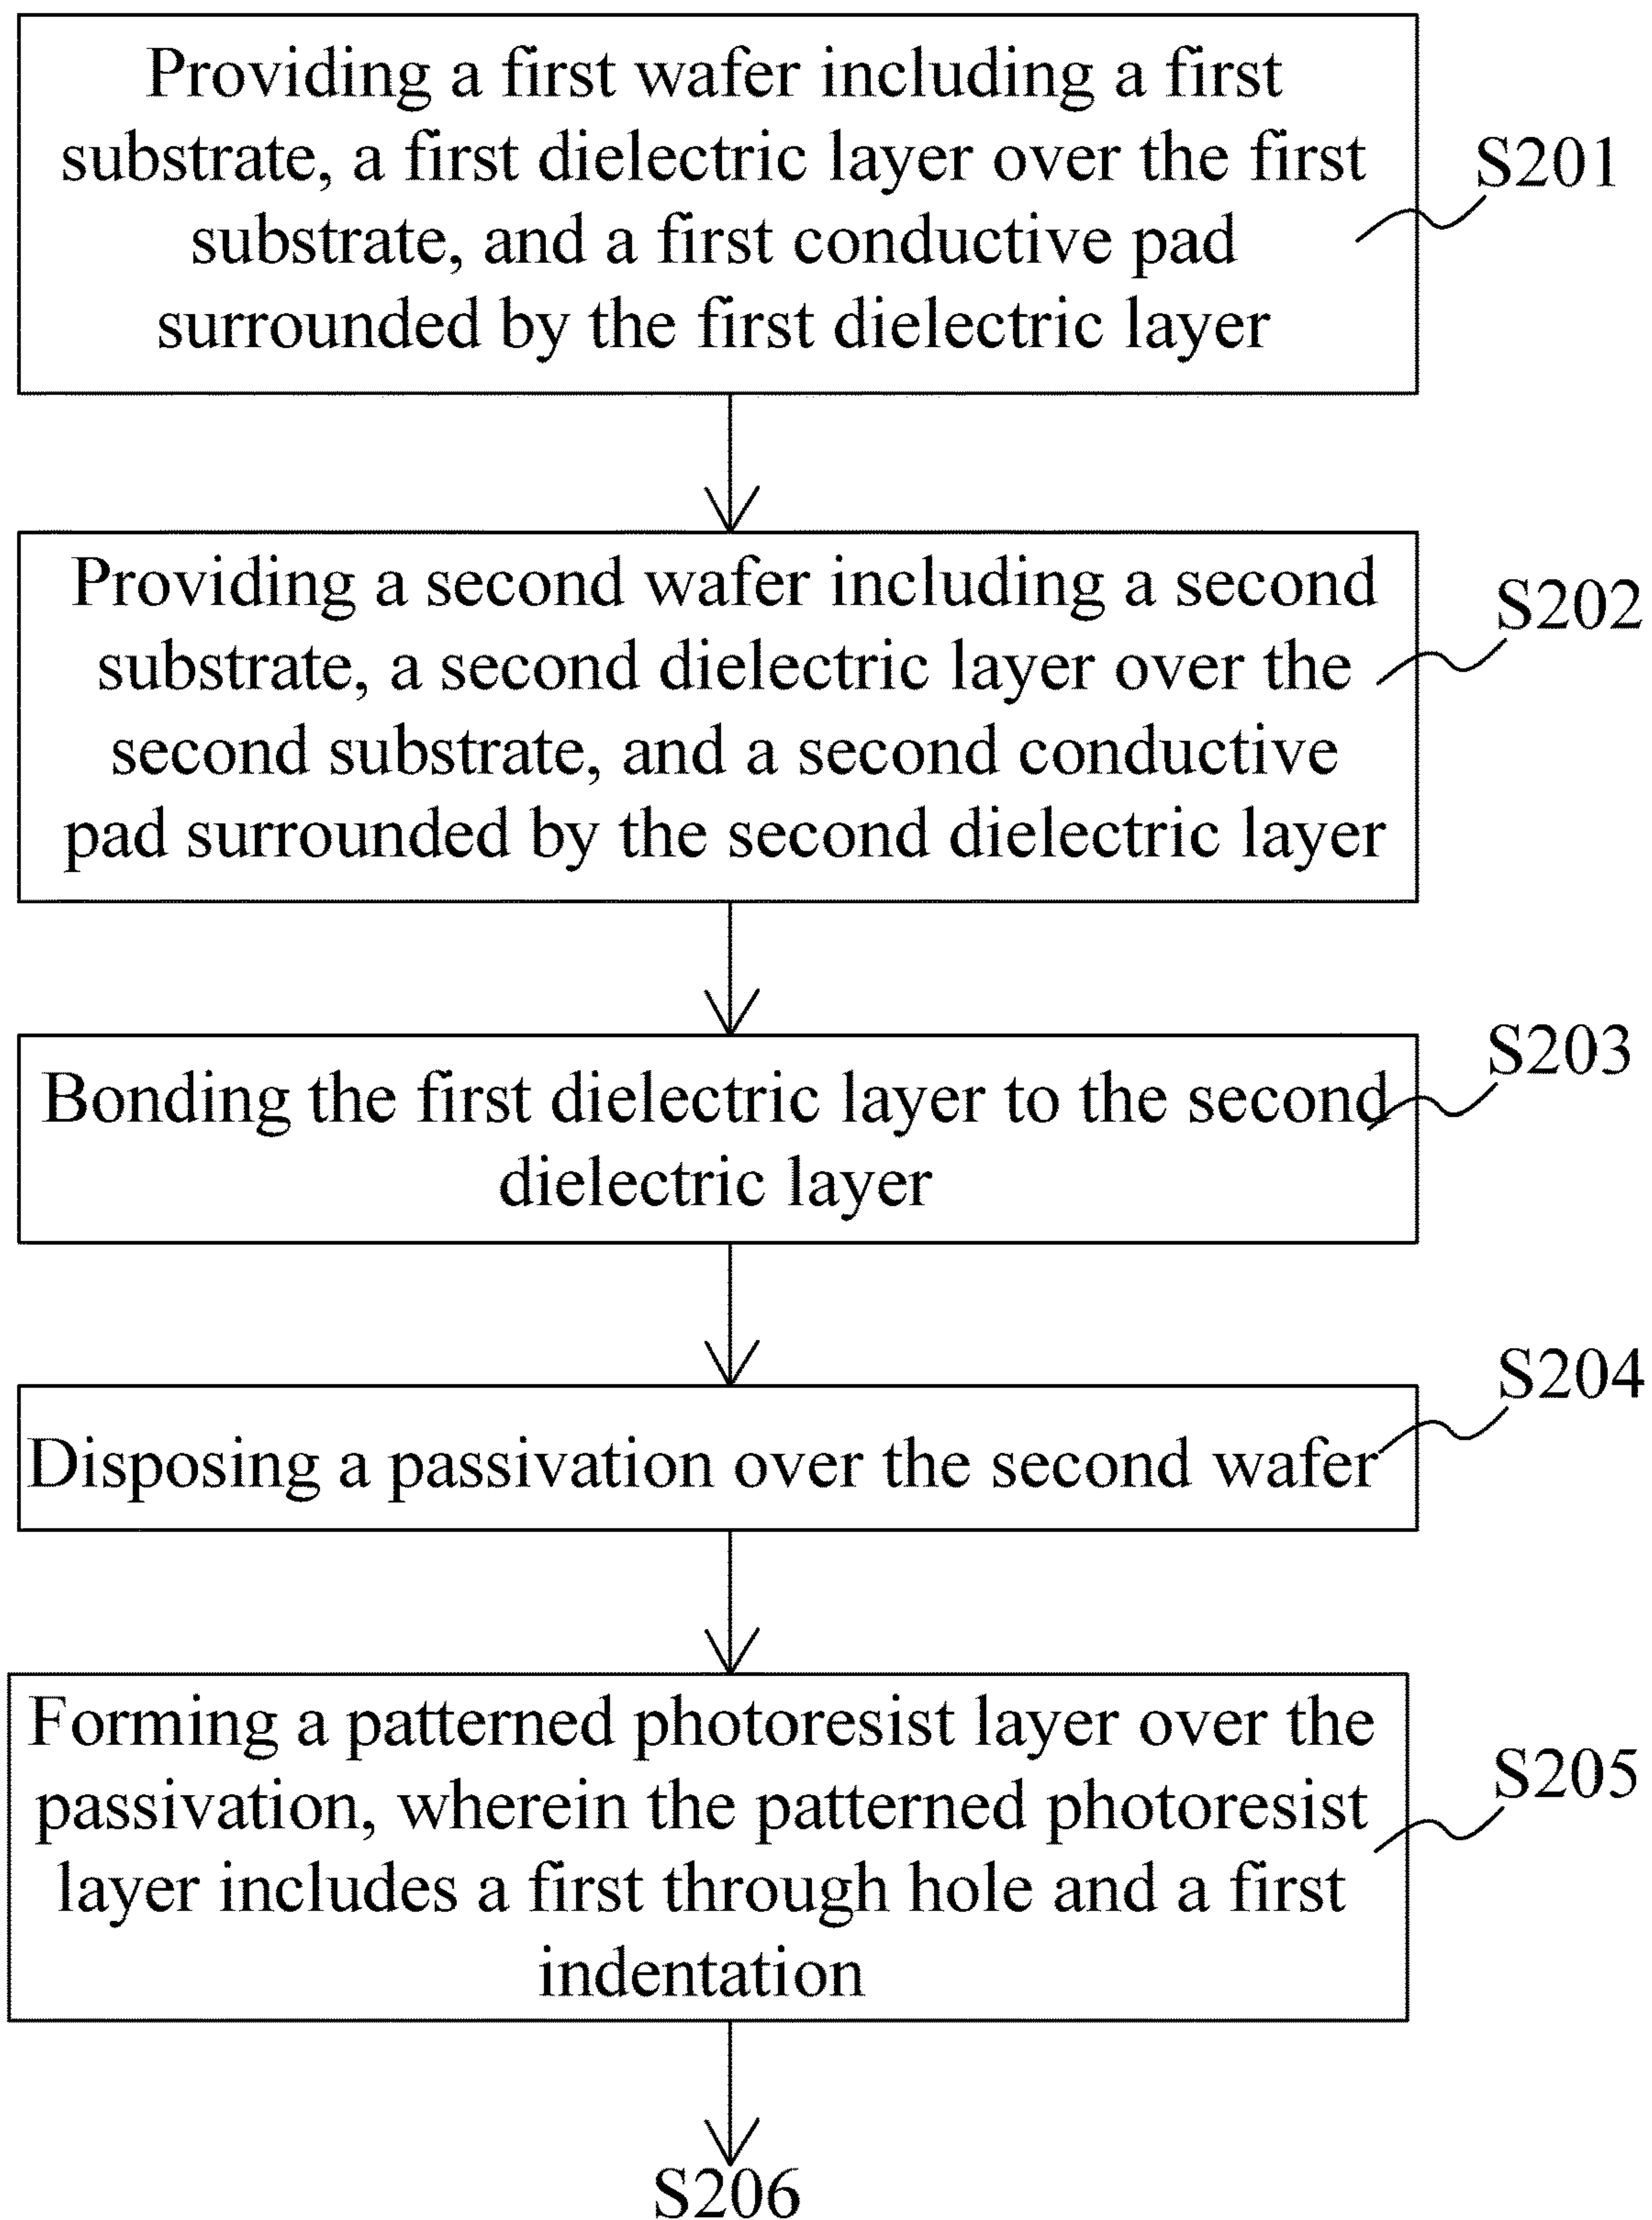 Providing a first wafer including a first
substrate, a first dielectric layer over the first
substrate, and a first conductive pad
surrounded by the first dielectric layer
S201
Providing a second wafer including a second
substrate, a second dielectric layer over the
second substrate, and a second conductive
pad surrounded by the second dielectric layer
S202
Bonding the first dielectric layer to the second
dielectric layer
S203
Disposing a passivation over the second wafer
S204
Forming a patterned photoresist layer over the
passivation, wherein the patterned photoresist
layer includes a first through hole and a first
indentation
S205
S206